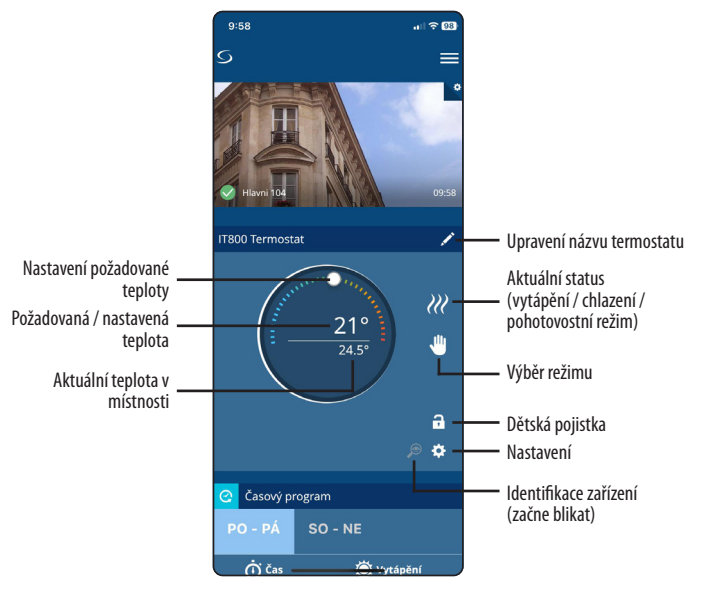 9:58
98
Hlavni 104
09:58
IT800 Termostat
Upravení názvu termostatu
Nastavení požadované
teploty
Aktuální status
(vytápění / chlazení /
pohotovostní režim)
Požadovaná / nastavená
teplota
21°
24.5°
Výběr režimu
Aktuální teplota v
místnosti
Dětská pojistka
Nastavení
Identifikace zařízení
(začne blikat)
Časový program
PO - PÁ
SO - NE
Čas
Vytápění